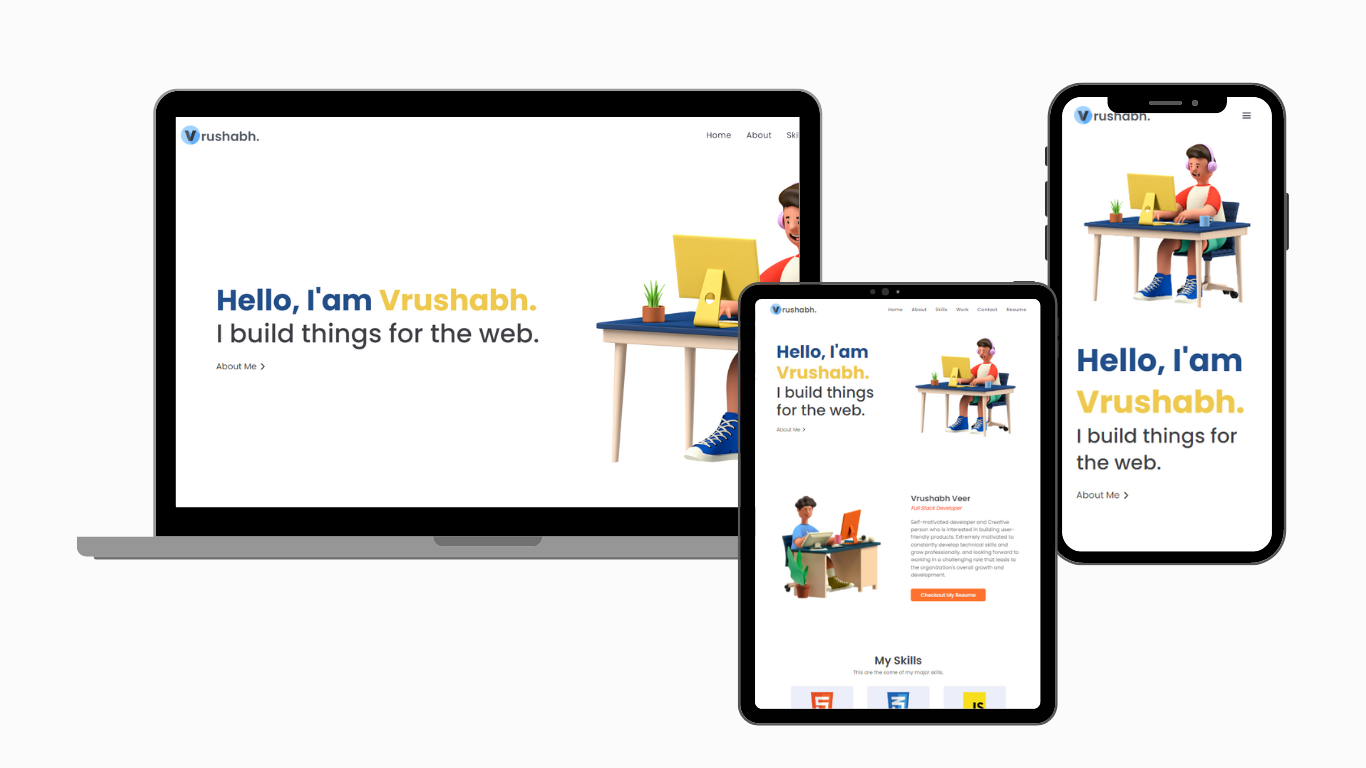 Vrushabh.
Home About Ski
Hello, I'am Vrushabh.
I build things for the web.
About Me >
Vrushabh.
Home About Skills Work Contact Resume
Hello, I'am
Vrushabh.
I build things
for the web.
About Me >
Vrushabh Veer
Full Stack Developer
Self-motivated developer and Creative
person who is interested in building user-
friendly products. Extremely motivated to
constantly develop technical skills and
grow professionally, and looking forward to
working in a challenging role that leads to
the organization's overall growth and
development.
Checkout My Resume
My Skills
This are the some of my major skills.
JS
Vrushabh.
Hello, I'am
Vrushabh.
I build things for
the web.
About Me >